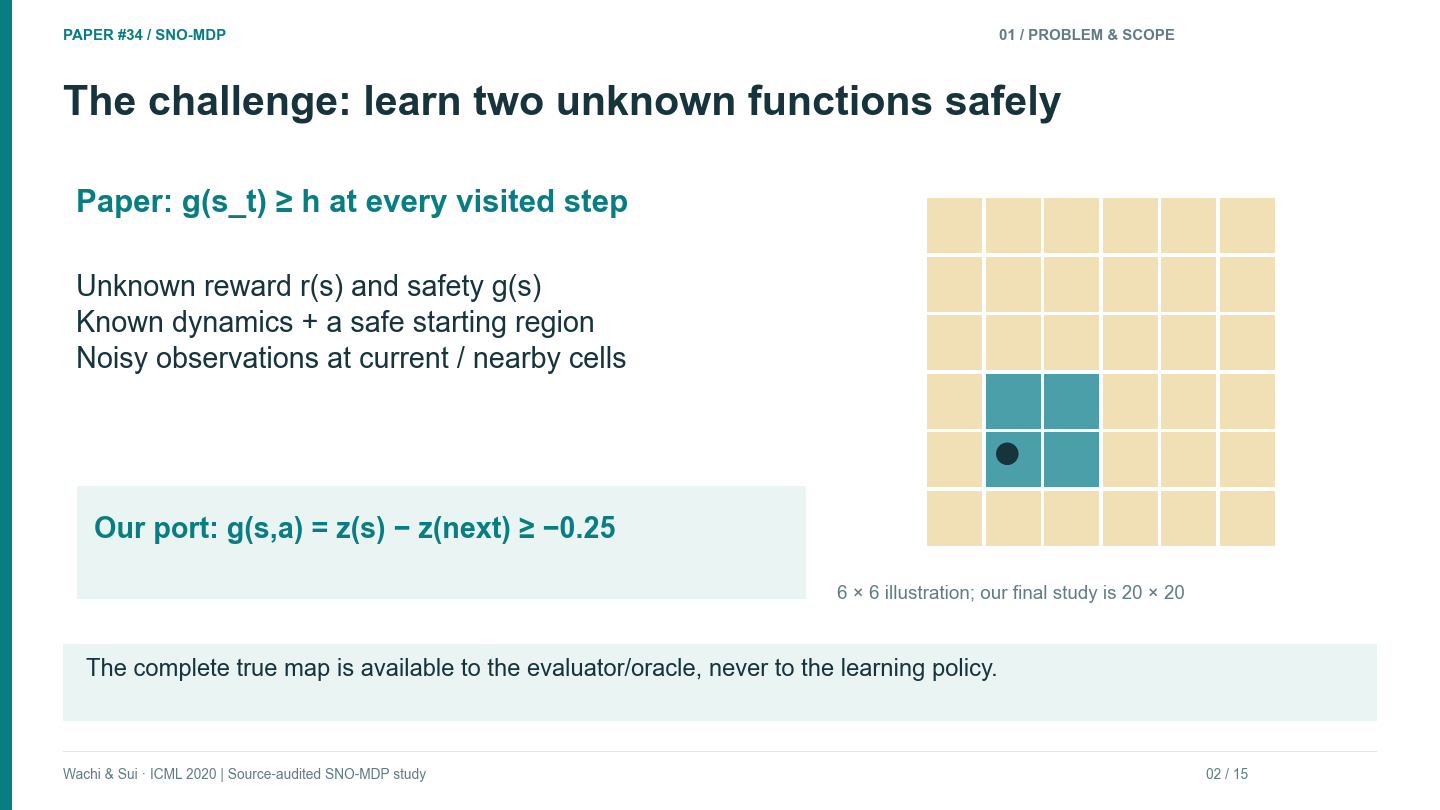 PAPER #34 / SNO-MDP
01 / PROBLEM & SCOPE
The challenge: learn two unknown functions safely
Paper: g(s_t) ≥ h at every visited step
Unknown reward r(s) and safety g(s)
Known dynamics + a safe starting region
Noisy observations at current / nearby cells
Our port: g(s,a) = z(s) − z(next) ≥ −0.25
6 × 6 illustration; our final study is 20 × 20
The complete true map is available to the evaluator/oracle, never to the learning policy.
Wachi & Sui · ICML 2020 | Source-audited SNO-MDP study
02 / 15